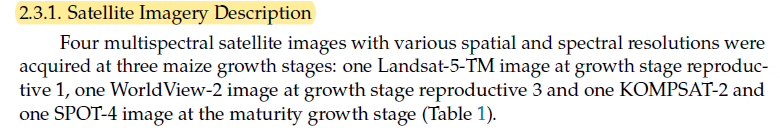 2.3.1. Satellite Imagery Description
Four multispectral satellite images with various spatial and spectral resolutions were
acquired at three maize growth stages: one Landsat-5-TM image at growth stage reproduc-
tive 1, one WorldView-2 image at growth stage reproductive 3 and one KOMPSAT-2 and
one SPOT-4 image at the maturity growth stage (Table 1).